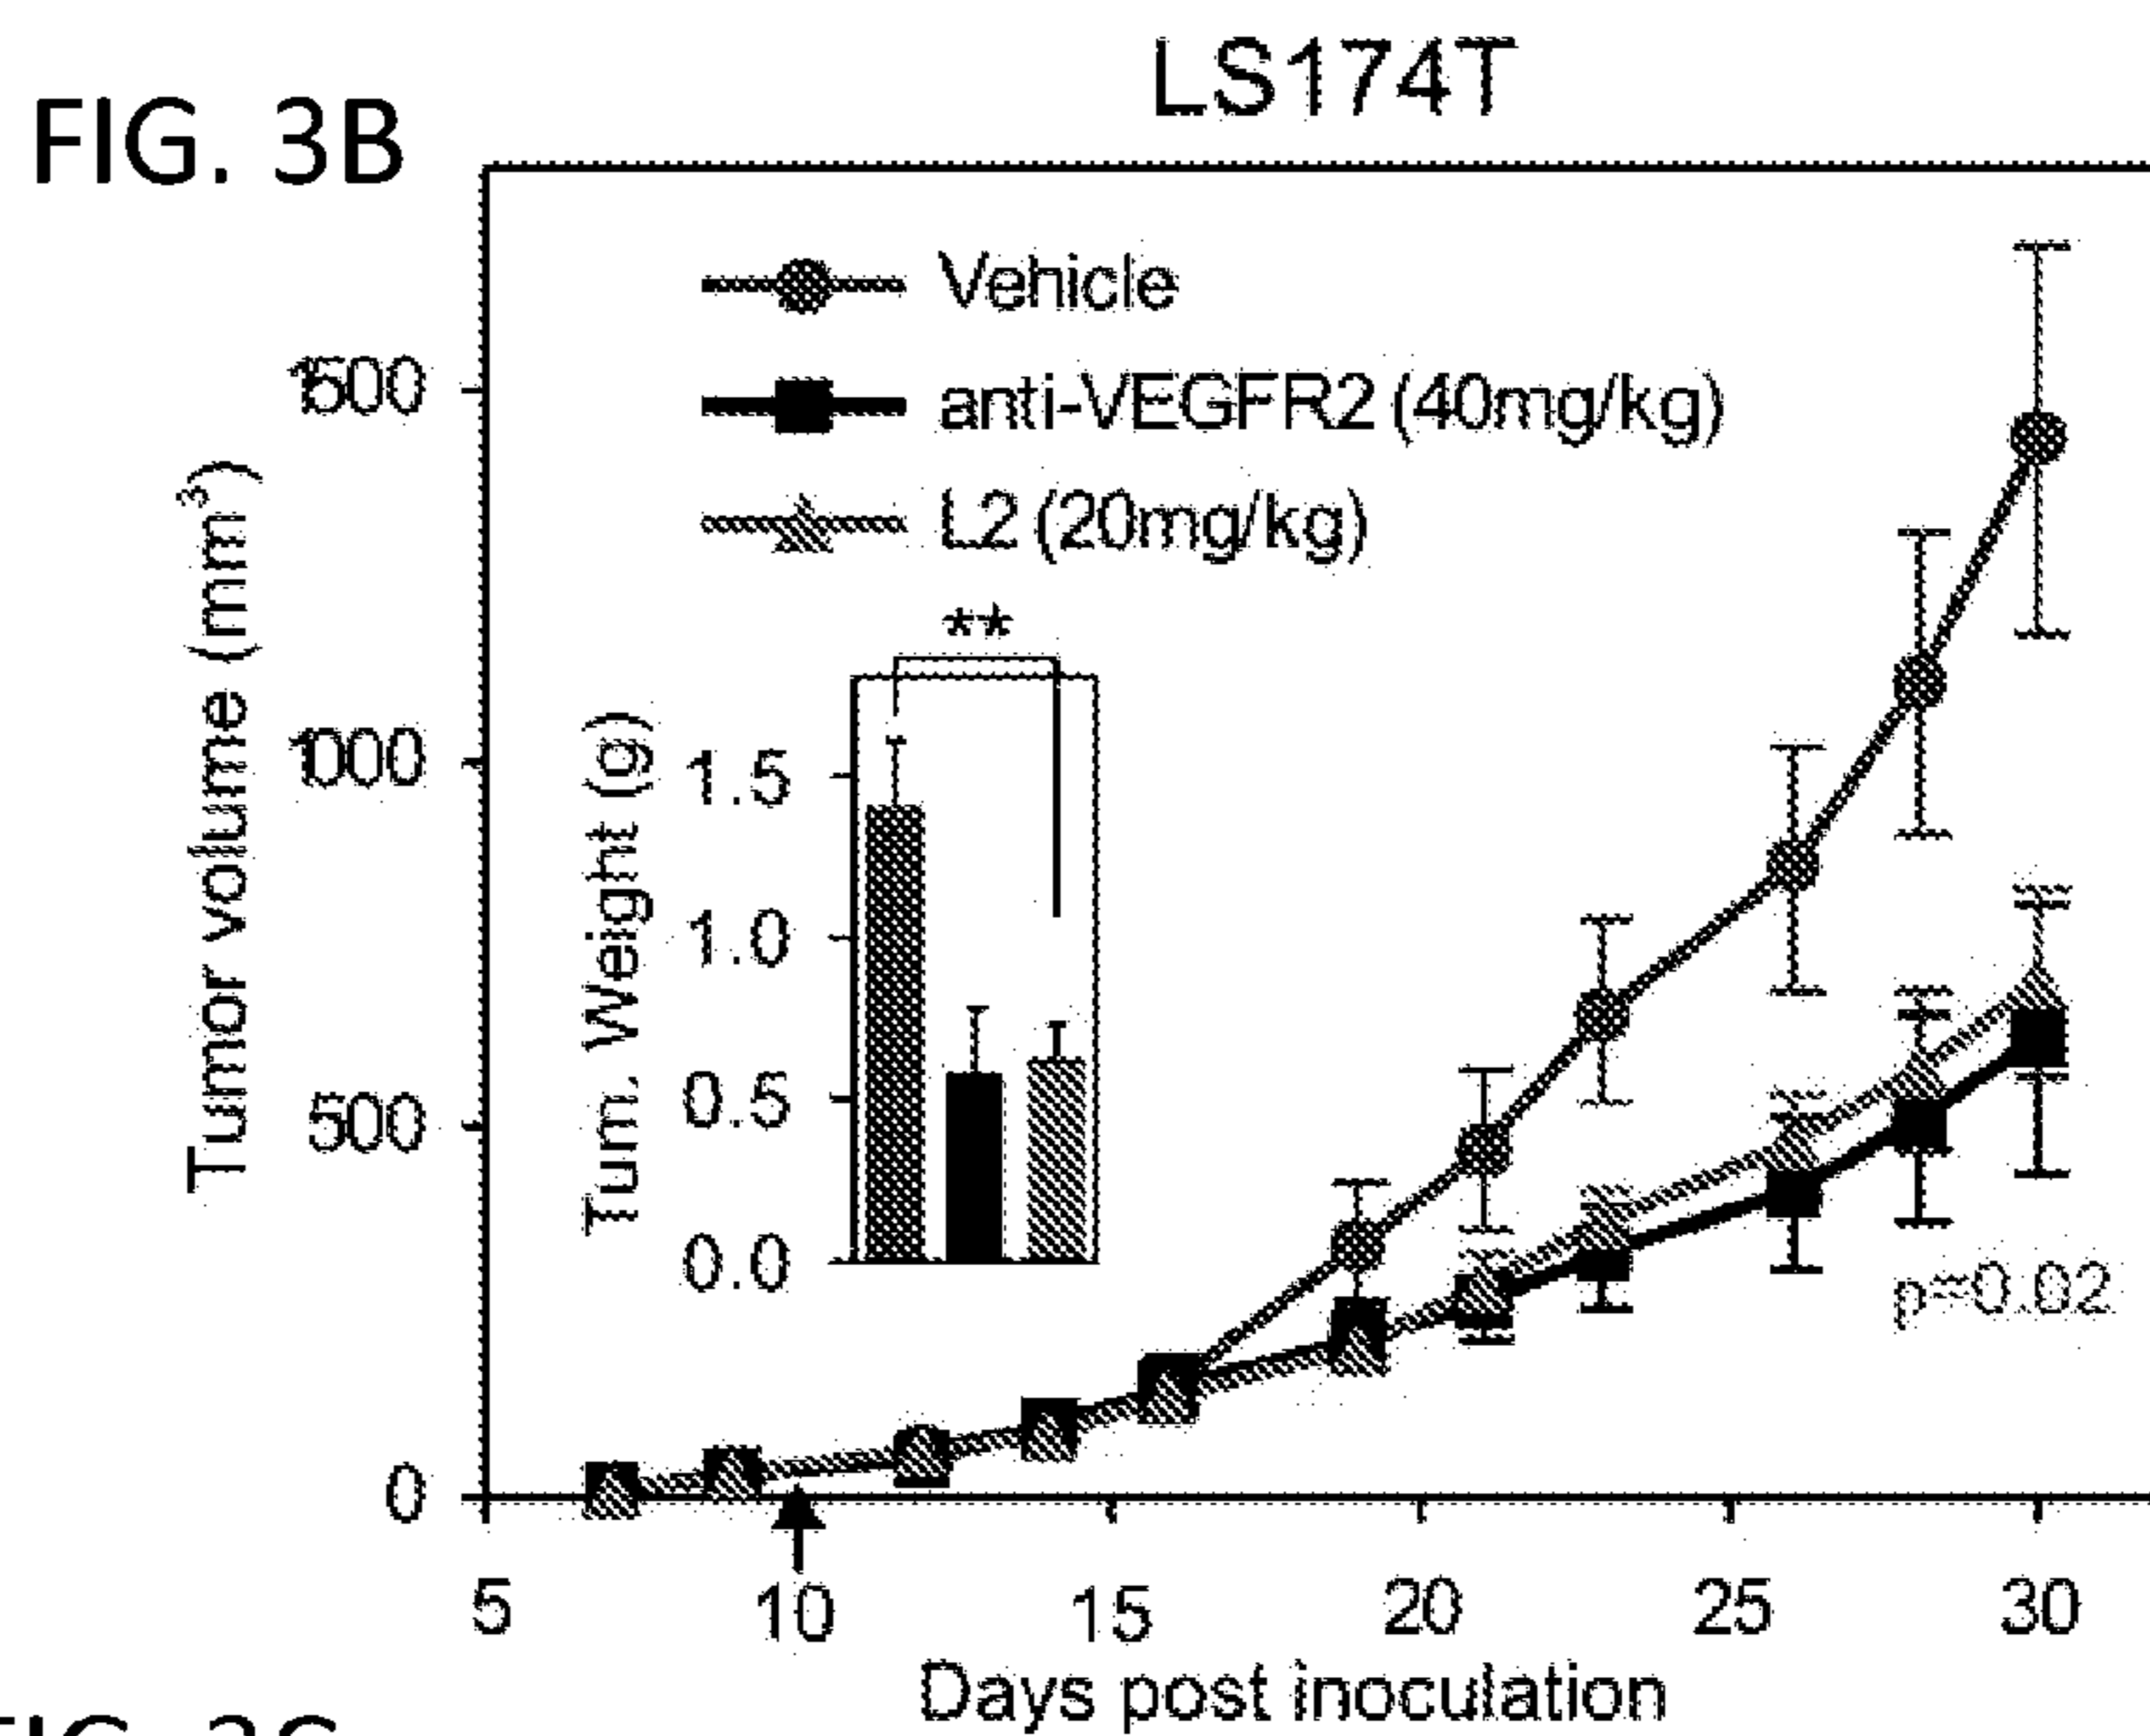 LS174T
FIG. 3B
Vehicle
anti-VEGFR2 (40mg/kg)
L2 (20mg/kg)
**
Tumor volume (mm³)
1500
1000
500
0
Tum. Weight (g)
1.5
1.0
0.5
0.0
p=0.02
5 10 15 20 25 30
Days post inoculation